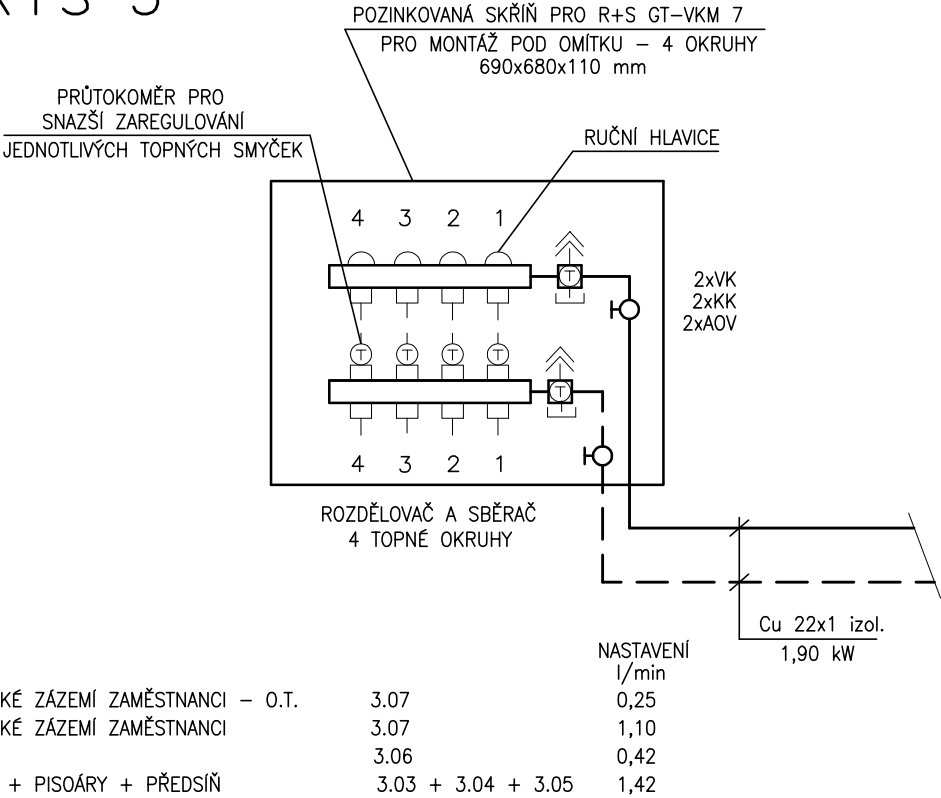 POZINKOVANÁ SKŘÍŇ PRO R+S GT-VKM 7
PRO MONTÁŽ POD OMÍTKU - 4 OKRUHY
690x680x110 mm
PRŮTOKOMĚR PRO
SNAZŠÍ ZAREGULOVÁNÍ
JEDNOTLIVÝCH TOPNÝCH SMYČEK
RUČNÍ HLAVICE
4 3 2 1
T
2xVK
2xKK
2xAOV
T T T T
T
4 3 2 1
ROZDĚLOVAČ A SBĚRAČ
4 TOPNÉ OKRUHY
Cu 22x1 izol.
1,90 kW
NASTAVENÍ
l/min
KÉ ZÁZEMÍ ZAMĚSTNANCI - O.T. 3.07 0,25
KÉ ZÁZEMÍ ZAMĚSTNANCI 3.07 1,10
3.06 0,42
+ PISOÁRY + PŘEDSÍŇ 3.03 + 3.04 + 3.05 1,42